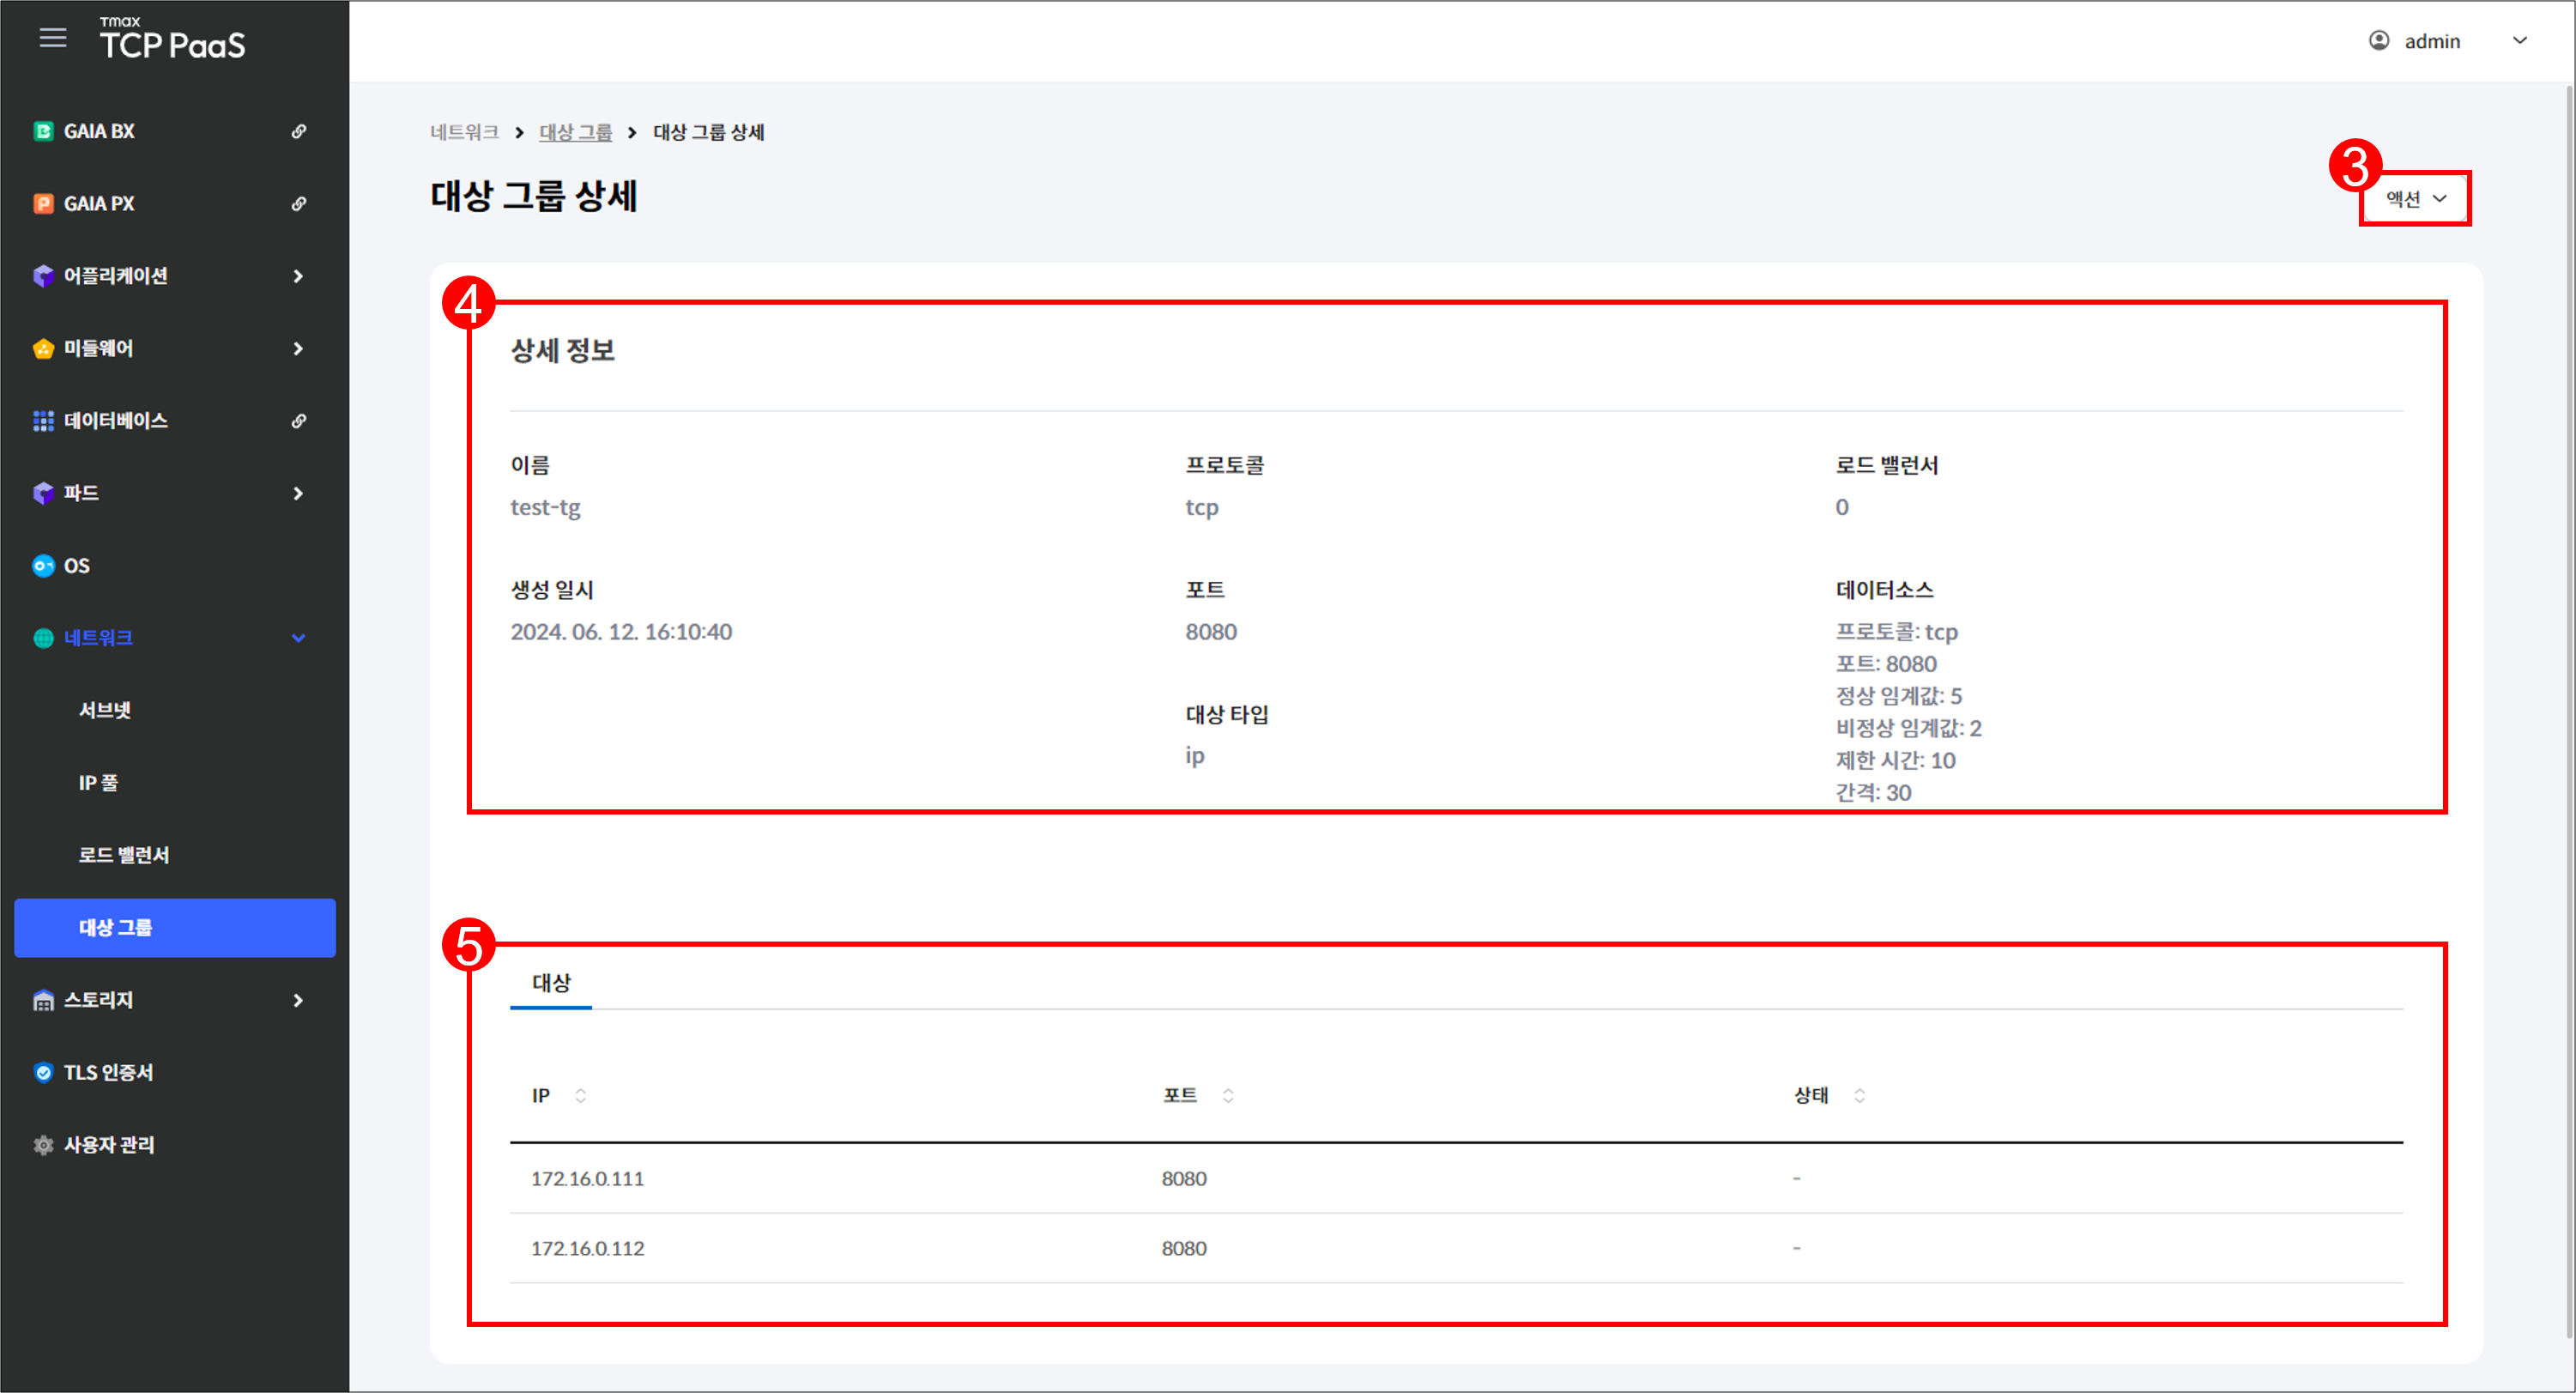 Tmax
TCP PaaS
admin
GAIA BX
GAIA PX
어플리케이션
미들웨어
데이터베이스
파드
OS
네트워크
서브넷
IP 풀
로드 밸런서
대상 그룹
스토리지
TLS 인증서
사용자 관리
네트워크 > 대상 그룹 > 대상 그룹 상세
대상 그룹 상세
3
액션
4
상세 정보
이름 프로토콜 로드 밸런서
test-tg tcp 0
생성 일시 포트 데이터소스
2024. 06. 12. 16:10:40 8080 프로토콜: tcp
포트: 8080
정상 임계값: 5
대상 타입 비정상 임계값: 2
ip 제한 시간: 10
간격: 30
5
대상
IP 포트 상태
172.16.0.111 8080 -
172.16.0.112 8080 -